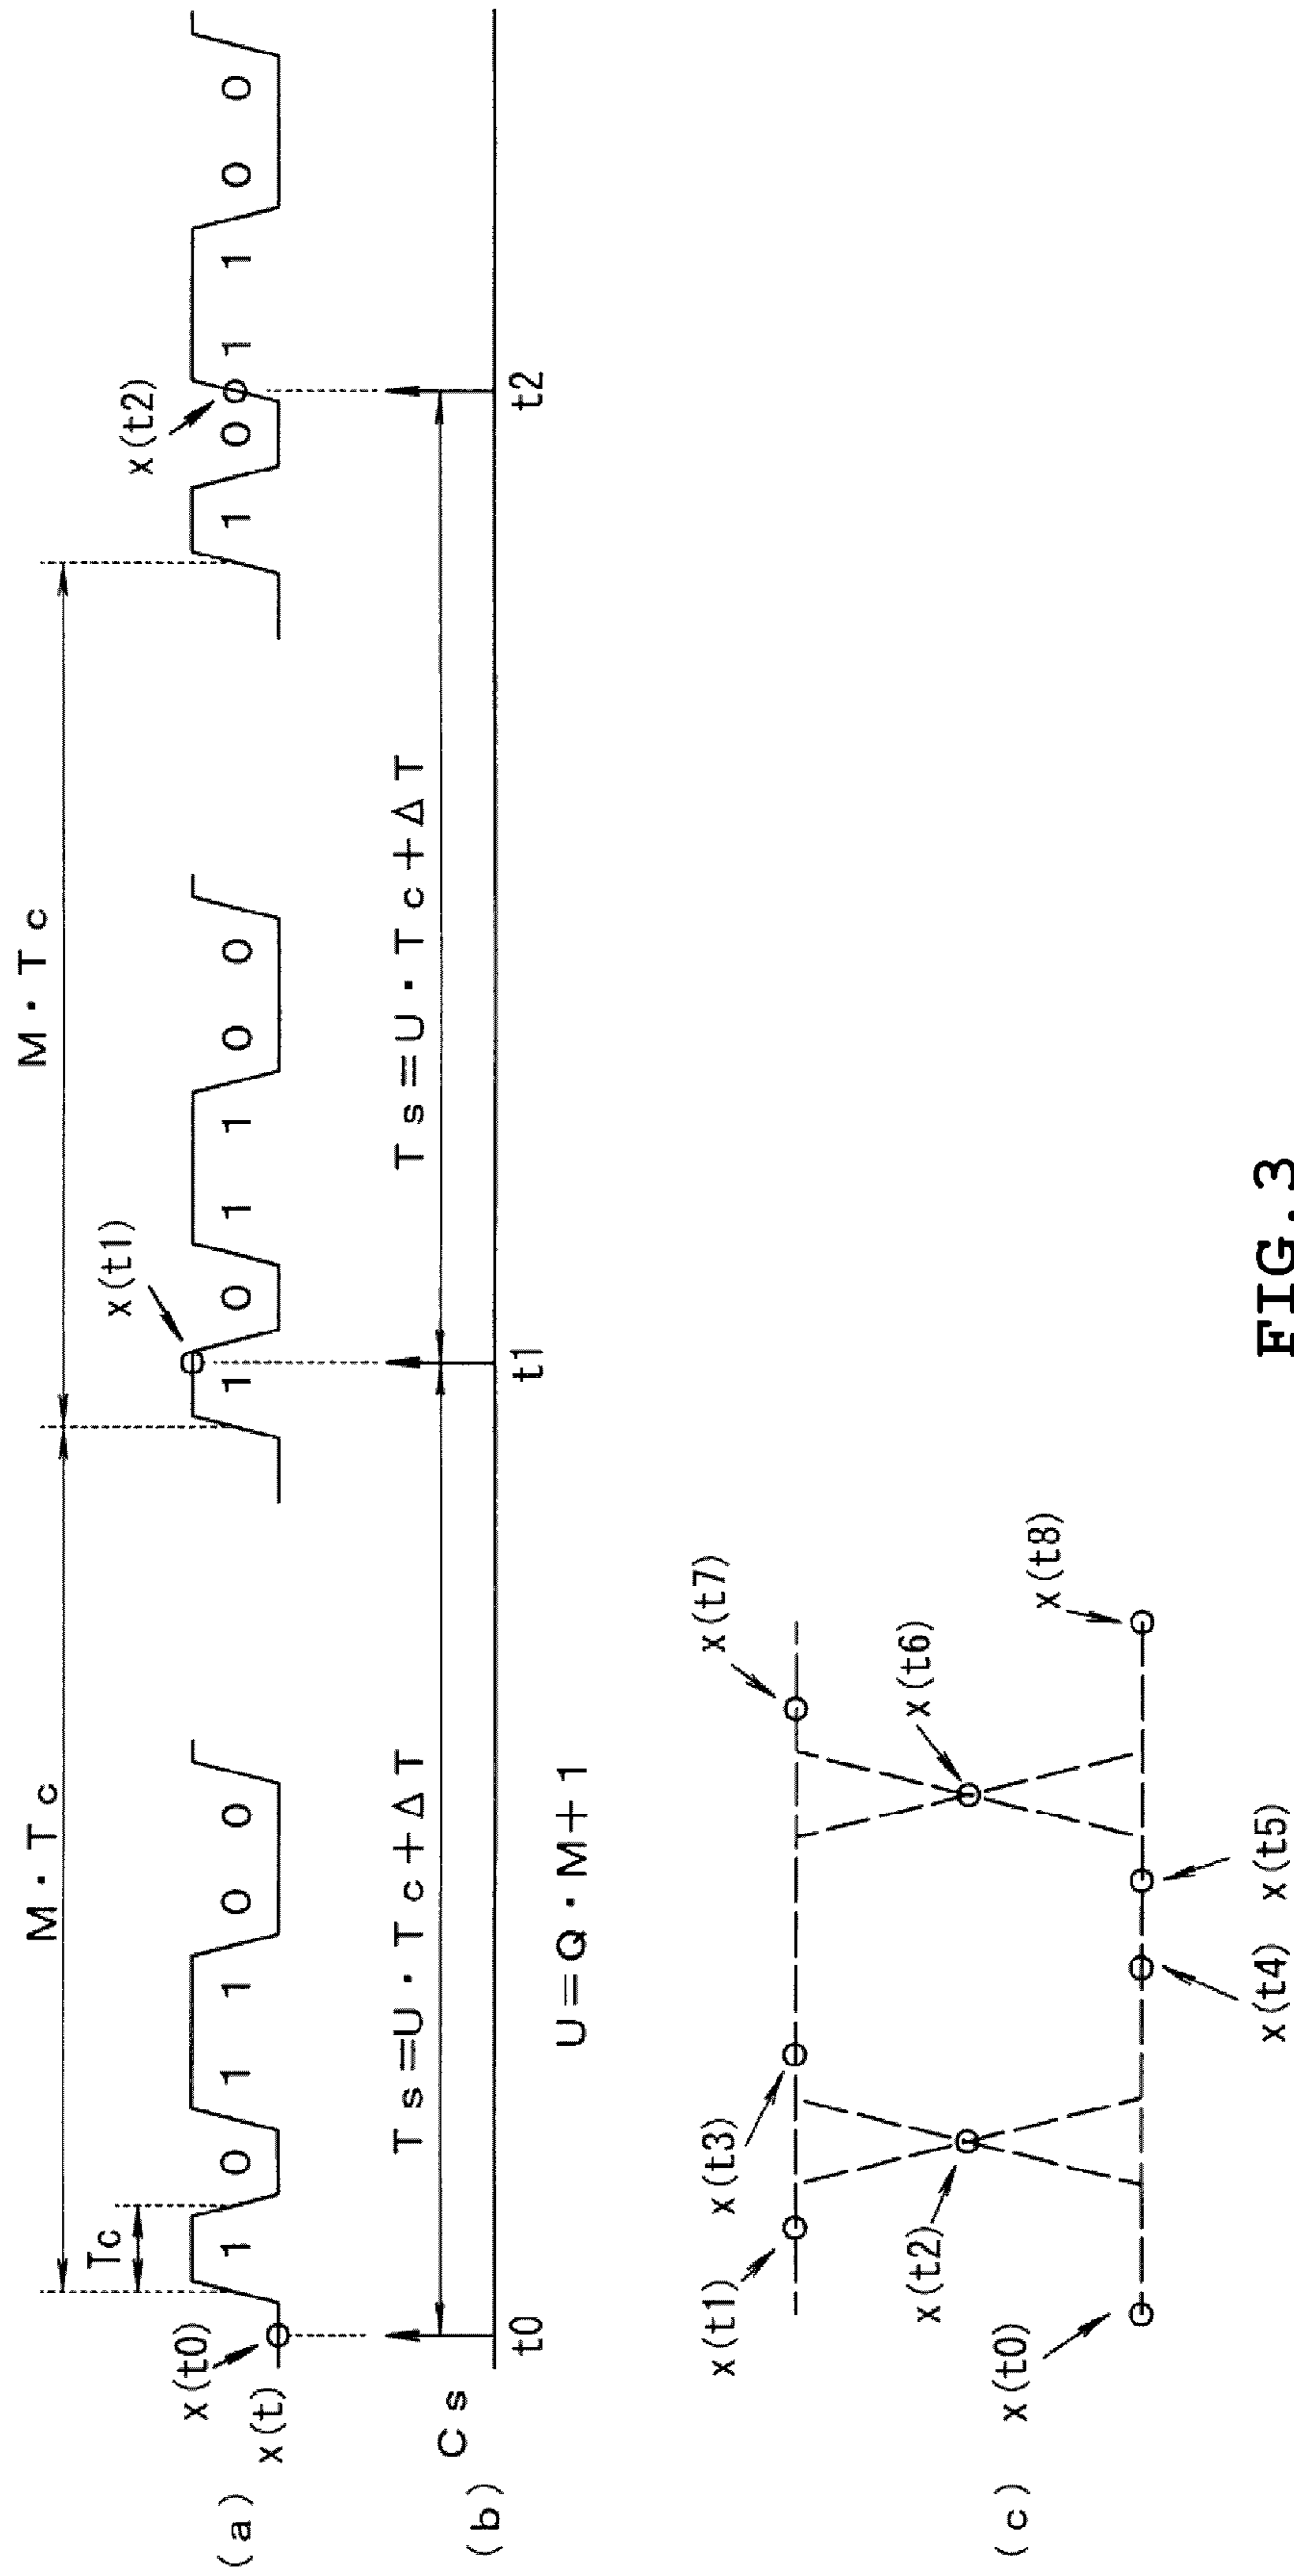 M・Tc
M・Tc
Tc
x(t0)
x(t1)
x(t2)
(a)
x(t)
1 0 1 1 0 0
1 0 1 1 0 0
1 0 1 1 0 0
Ts=U・Tc+ΔT
Ts=U・Tc+ΔT
(b)
Cs
t0
t1
t2
U=Q・M+1
x(t1)
x(t3)
x(t7)
x(t2)
x(t6)
(c)
x(t0)
x(t8)
x(t4)
x(t5)
FIG.3